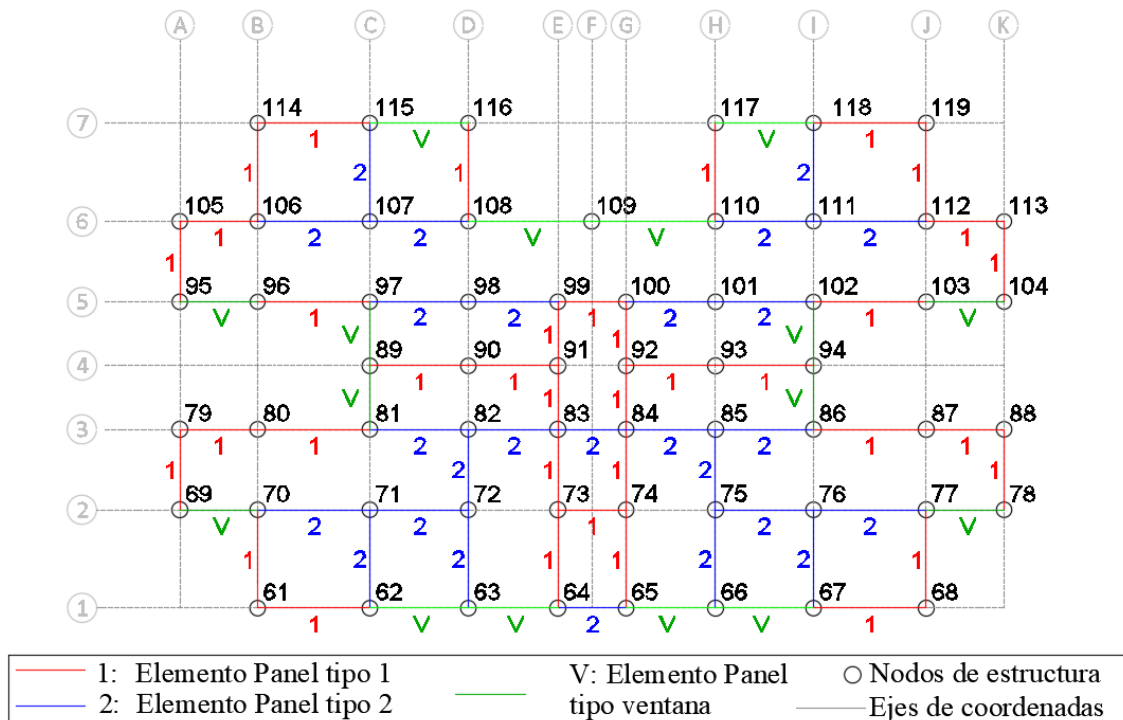 A B C D E F G H I J K
114 115 116 117 118 119
7
1 V V 1
1 2 1 1 2 1
105 106 107 108 109 110 111 112 113
6
1 2 2 V V 2 2 1
1 1
95 96 97 98 99 100 101 102 103 104
5
V 1 2 2 1 2 2 1 V
V 1 1 V
89 90 91 92 93 94
4
1 1 1 1
V 1 1 V
79 80 81 82 83 84 85 86 87 88
3
1 1 2 2 2 2 2 1 1
1 2 1 1 2 1
69 70 71 72 73 74 75 76 77 78
2
V 2 2 1 2 2 V
1 2 2 1 1 2 2 1
61 62 63 64 65 66 67 68
1
1 V V 2 V V 1
1: Elemento Panel tipo 1
2: Elemento Panel tipo 2
V: Elemento Panel
tipo ventana
Nodos de estructura
Ejes de coordenadas